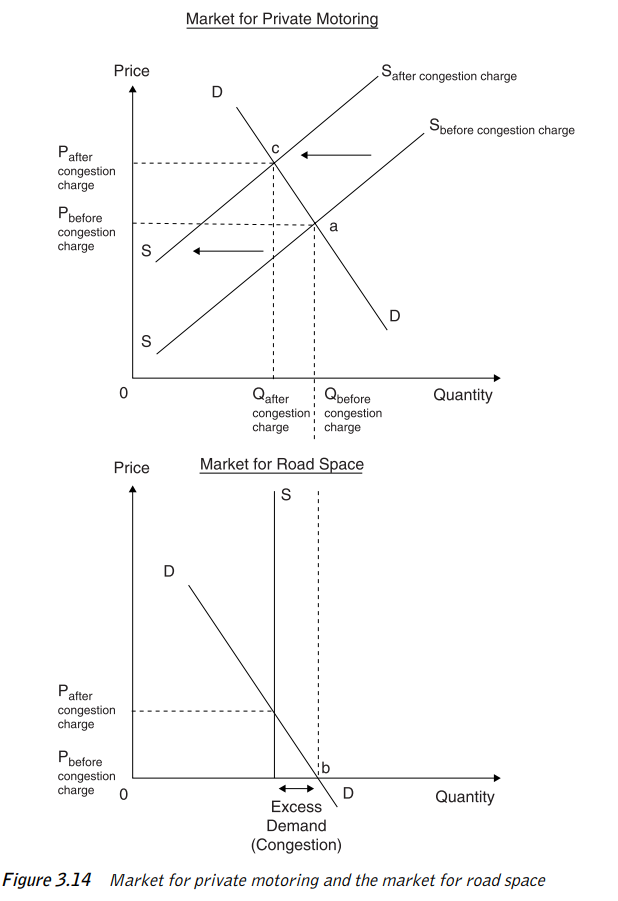 Market for Private Motoring
Price
D
S after congestion charge
S before congestion charge
P after
congestion
charge
c
P before
congestion
charge
a
S
S
D
0
Q after
congestion
charge
Q before
congestion
charge
Quantity
Price
Market for Road Space
S
D
P after
congestion
charge
P before
congestion
charge
b
0
D
Quantity
Excess
Demand
(Congestion)
Figure 3.14 Market for private motoring and the market for road space